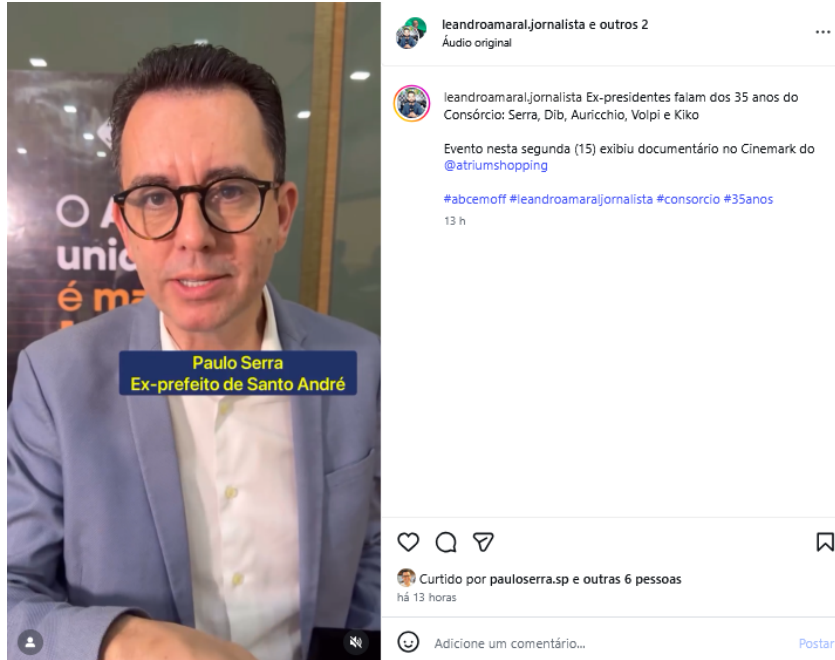 O A
unid
é ma
Paulo Serra
Ex-prefeito de Santo André
leandroamaral.jornalista e outros 2
Áudio original
leandroamaral.jornalista Ex-presidentes falam dos 35 anos do
Consórcio: Serra, Dib, Auricchio, Volpi e Kiko
Evento nesta segunda (15) exibiu documentário no Cinemark do
@atriumshopping
#abcemoff #leandroamaraljornalista #consorcio #35anos
13 h
Curtido por pauloserra.sp e outras 6 pessoas
há 13 horas
Adicione um comentário...
Postar